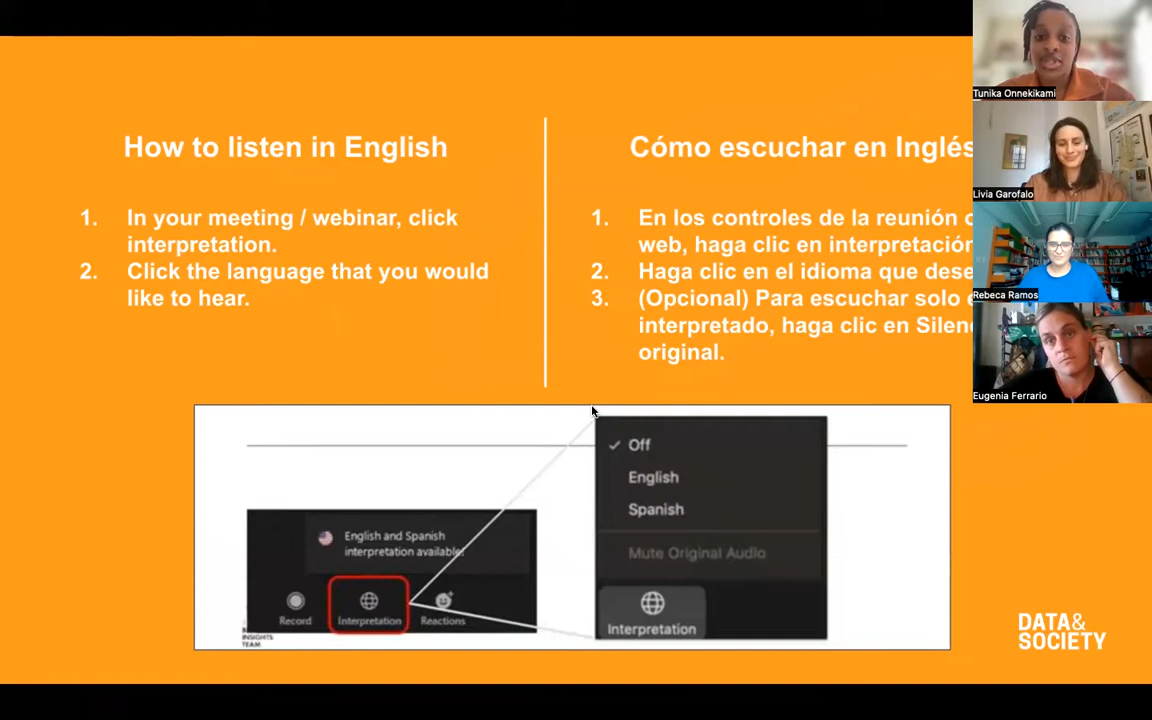 How to listen in English
1. In your meeting / webinar, click
interpretation.
2. Click the language that you would
like to hear.
Cómo escuchar en Inglés
1. En los controles de la reunión
web, haga clic en interpretación
2. Haga clic en el idioma que
3. (Opcional) Para escuchar solo
interpretado, haga clic en
original.
English and Spanish
interpretation available
Record
Interpretation
Reactions
INSIGHTS
TEAM
Off
English
Spanish
Mute Original Audio
Interpretation
DATA&
SOCIETY
Tunika Onnekikami
Livia Garofalo
Rebeca Ramos
Eugenia Ferrario